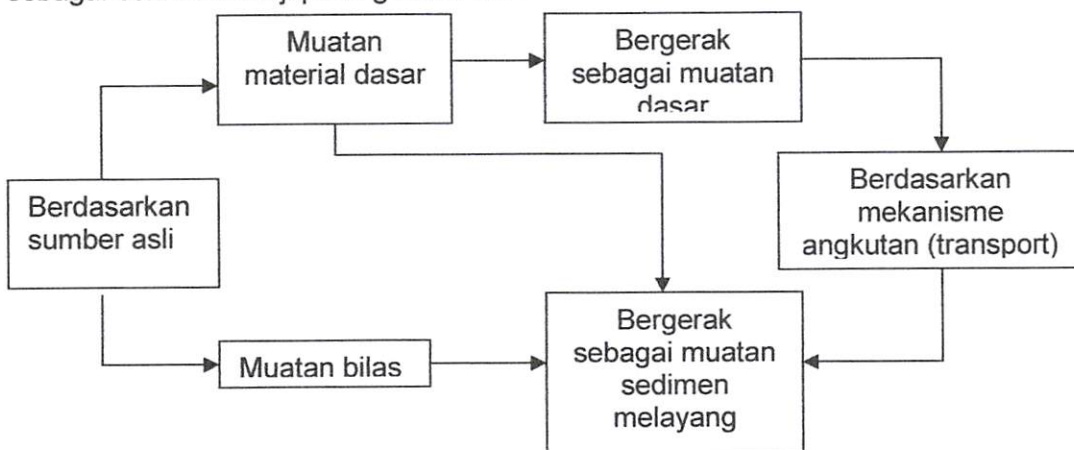 Muatan
material dasar
Bergerak
sebagai muatan
dasar
Berdasarkan
sumber asli
Berdasarkan
mekanisme
angkutan (transport)
Muatan bilas
Bergerak
sebagai muatan
sedimen
melayang